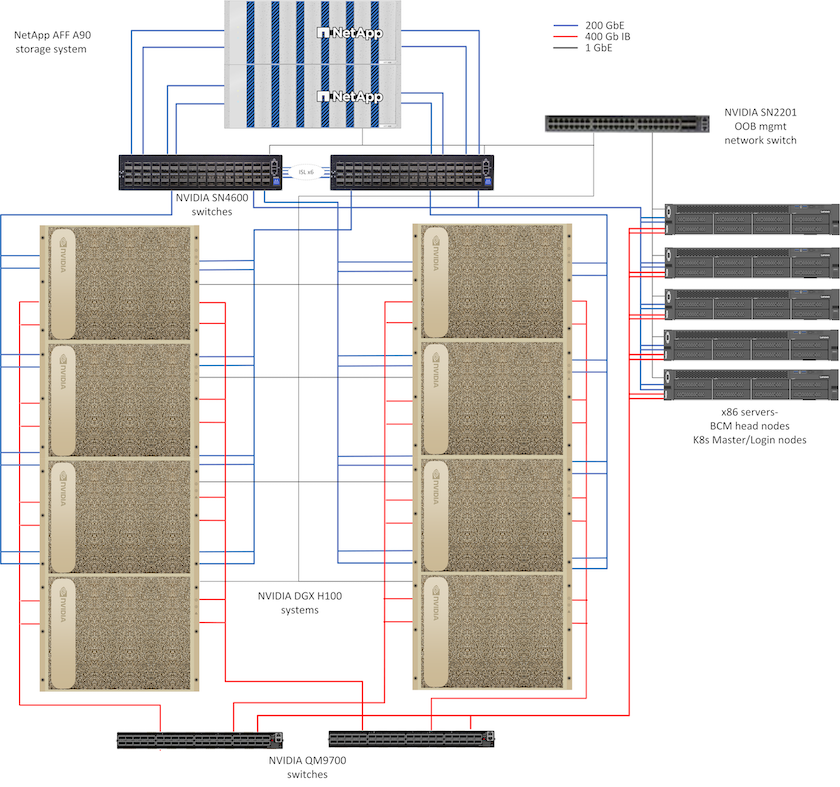 NetApp AFF A90
storage system
NetApp
NetApp
200 GbE
400 Gb IB
1 GbE
NVIDIA SN2201
OOB mgmt
network switch
ISL x6
NVIDIA SN4600
switches
NVIDIA
NVIDIA
NVIDIA
NVIDIA
NVIDIA
NVIDIA
NVIDIA
NVIDIA
x86 servers-
BCM head nodes
K8s Master/Login nodes
NVIDIA DGX H100
systems
NVIDIA QM9700
switches